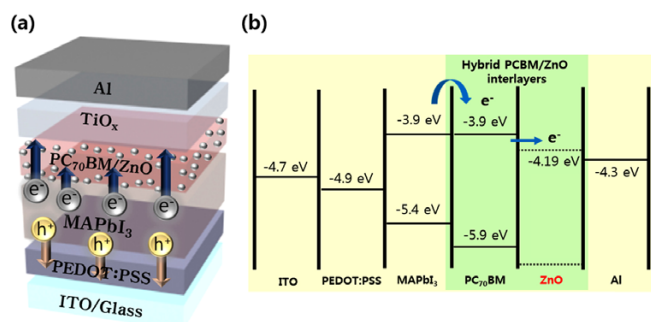 (a)
Al
TiOx
PC70BM/ZnO
e- e- e- e-
MAPbI3
h+ h+ h+
PEDOT:PSS
ITO/Glass
(b)
Hybrid PCBM/ZnO
interlayers
e-
-3.9 eV
-3.9 eV
e-
-4.19 eV
-4.7 eV
-4.9 eV
-4.3 eV
-5.4 eV
-5.9 eV
ITO
PEDOT:PSS
MAPbI3
PC70BM
ZnO
Al